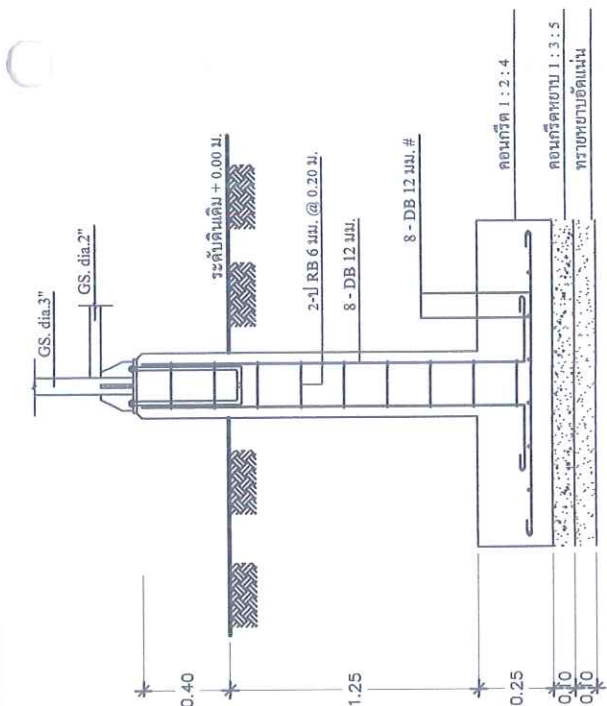 GS. dia.3"
GS. dia.2"
ระดับดินเดิม + 0.00 ม.
2-ป RB 6 มม. @ 0.20 ม.
8 - DB 12 มม.
8 - DB 12 มม. #
คอนกรีต 1 : 2 : 4
คอนกรีตหยาบ 1 : 3 : 5
ทรายหยาบอัดแน่น
0.40
1.25
0.25
0.10
0.10